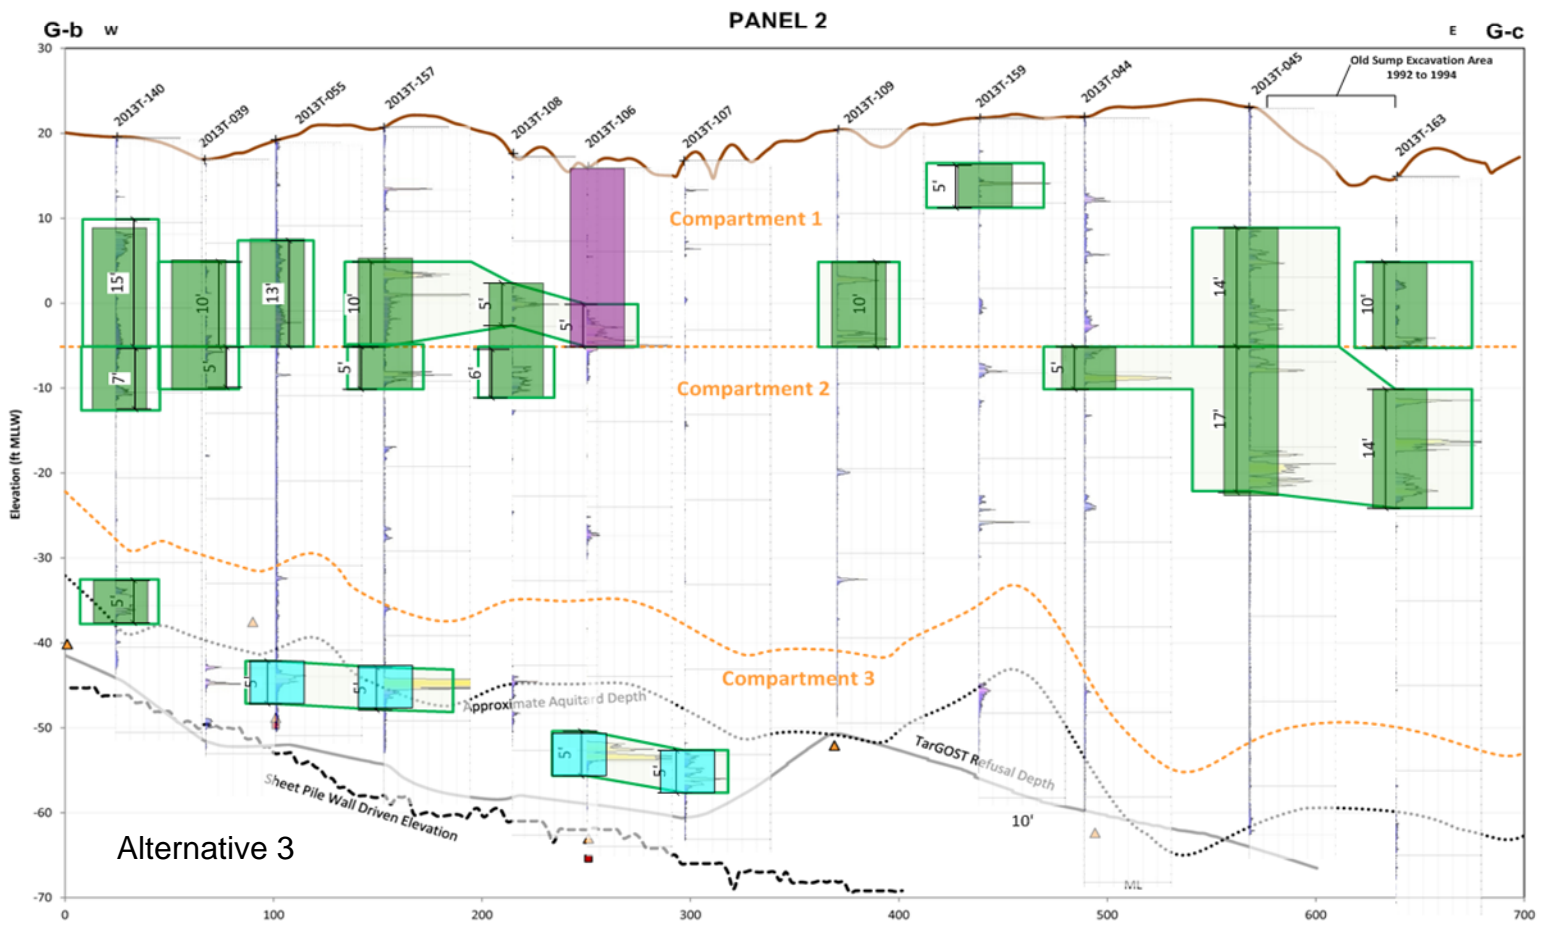 PANEL 2
G-b W E G-c
Old Sump Excavation Area
1992 to 1994
2013T-140
2013T-039
2013T-055
2013T-157
2013T-108
2013T-106
2013T-107
2013T-109
2013T-159
2013T-044
2013T-045
2013T-163
Elevation (ft MLLW)
30
20
10
0
-10
-20
-30
-40
-50
-60
-70
Compartment 1
5'
15'
10'
13'
10'
5'
5'
10'
14'
10'
Compartment 2
7'
5'
5'
6'
5'
17'
14'
5'
Compartment 3
5'
5'
5'
5'
Approximate Aquitard Depth
TarGOST Refusal Depth
Sheet Pile Wall Driven Elevation
10'
Alternative 3
ML
0 100 200 300 400 500 600 700